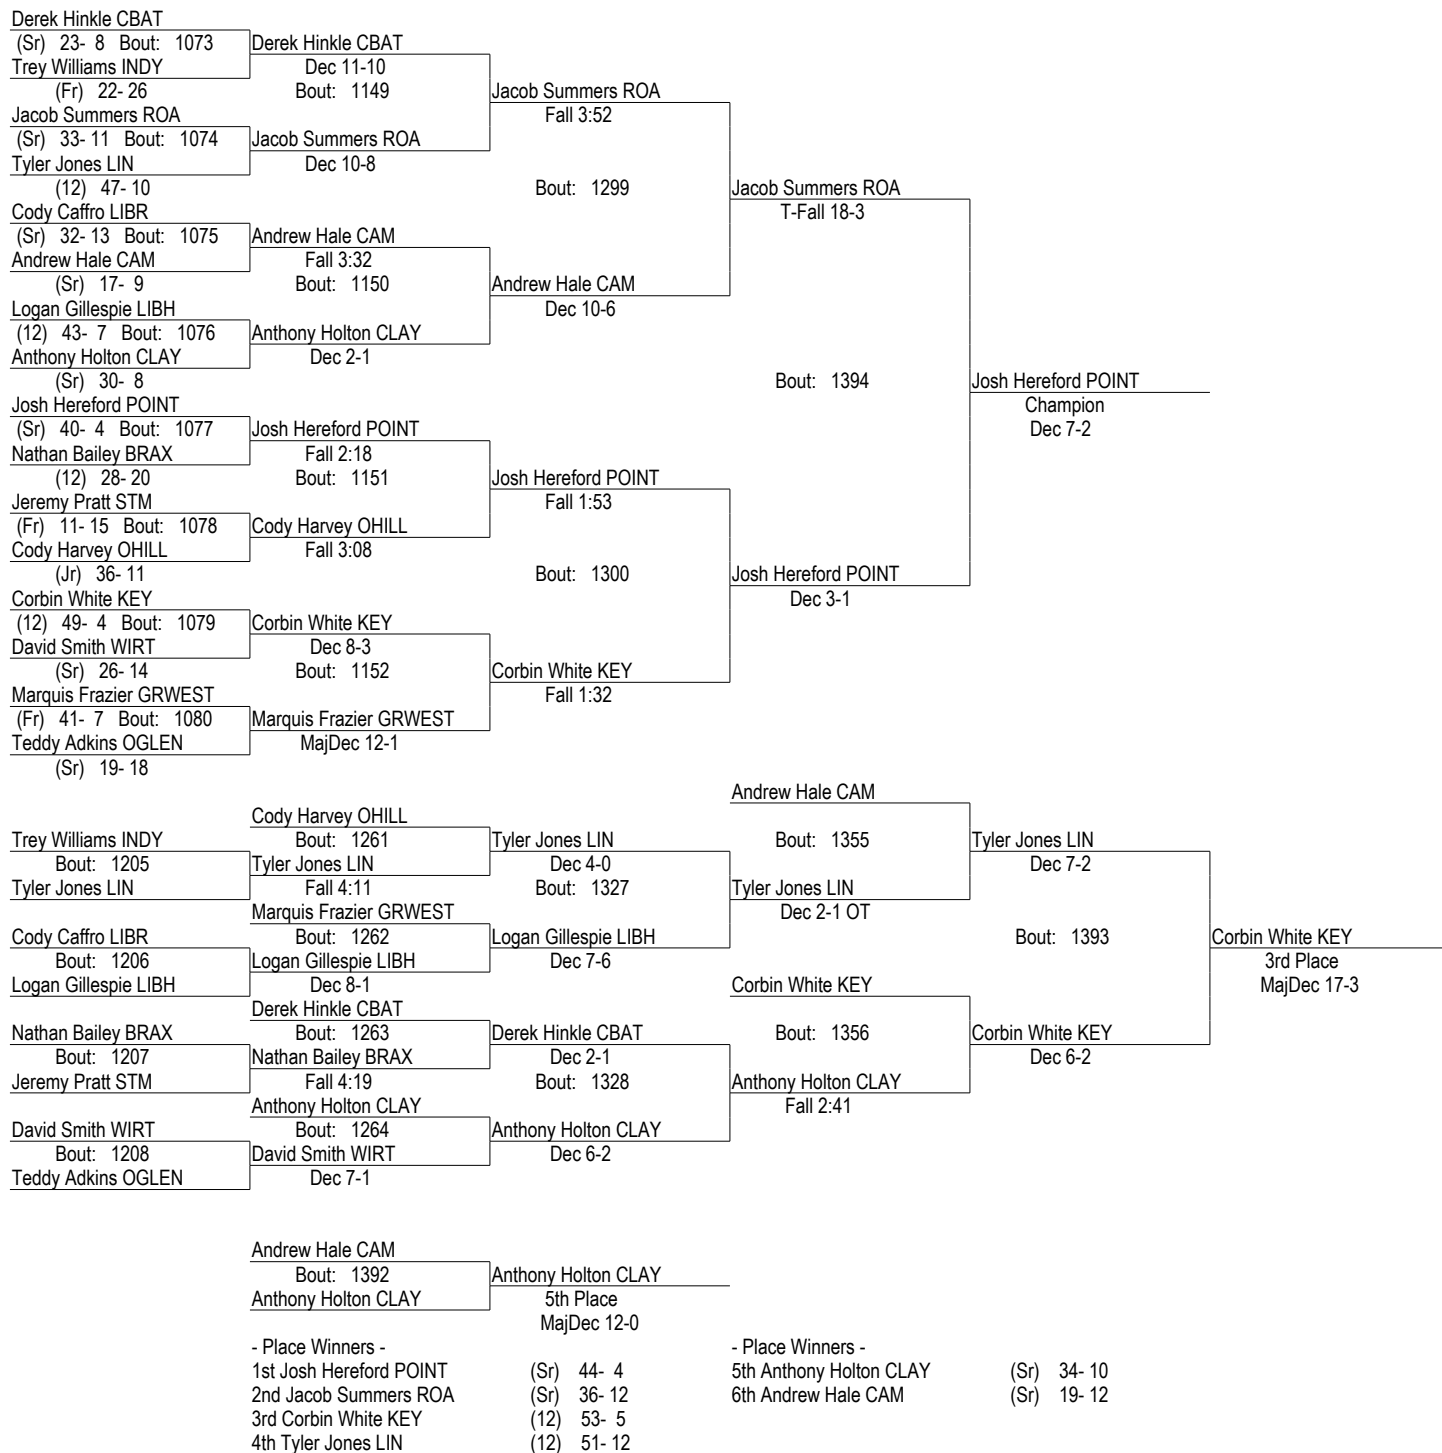 Derek Hinkle CBAT
(Sr) 23- 8 Bout: 1073 Derek Hinkle CBAT
Trey Williams INDY Dec 11-10
(Fr) 22- 26 Bout: 1149 Jacob Summers ROA
Jacob Summers ROA Fall 3:52
(Sr) 33- 11 Bout: 1074 Jacob Summers ROA
Tyler Jones LIN Dec 10-8
(12) 47- 10 Bout: 1299 Jacob Summers ROA
Cody Caffro LIBR T-Fall 18-3
(Sr) 32- 13 Bout: 1075 Andrew Hale CAM
Andrew Hale CAM Fall 3:32
(Sr) 17- 9 Bout: 1150 Andrew Hale CAM
Logan Gillespie LIBH Dec 10-6
(12) 43- 7 Bout: 1076 Anthony Holton CLAY
Anthony Holton CLAY Dec 2-1
(Sr) 30- 8 Bout: 1394 Josh Hereford POINT
Josh Hereford POINT Champion
(Sr) 40- 4 Bout: 1077 Josh Hereford POINT Dec 7-2
Nathan Bailey BRAX Fall 2:18
(12) 28- 20 Bout: 1151 Josh Hereford POINT
Jeremy Pratt STM Fall 1:53
(Fr) 11- 15 Bout: 1078 Cody Harvey OHILL
Cody Harvey OHILL Fall 3:08
(Jr) 36- 11 Bout: 1300 Josh Hereford POINT
Corbin White KEY Dec 3-1
(12) 49- 4 Bout: 1079 Corbin White KEY
David Smith WIRT Dec 8-3
(Sr) 26- 14 Bout: 1152 Corbin White KEY
Marquis Frazier GRWEST Fall 1:32
(Fr) 41- 7 Bout: 1080 Marquis Frazier GRWEST
Teddy Adkins OGLEN MajDec 12-1
(Sr) 19- 18
Andrew Hale CAM
Cody Harvey OHILL
Trey Williams INDY Bout: 1261 Tyler Jones LIN Bout: 1355 Tyler Jones LIN
Bout: 1205 Tyler Jones LIN Dec 4-0 Dec 7-2
Tyler Jones LIN Fall 4:11 Bout: 1327 Tyler Jones LIN
Marquis Frazier GRWEST Dec 2-1 OT
Cody Caffro LIBR Bout: 1262 Logan Gillespie LIBH Bout: 1393 Corbin White KEY
Bout: 1206 Logan Gillespie LIBH Dec 7-6 3rd Place
Logan Gillespie LIBH Dec 8-1 Corbin White KEY MajDec 17-3
Derek Hinkle CBAT
Nathan Bailey BRAX Bout: 1263 Derek Hinkle CBAT Bout: 1356 Corbin White KEY
Bout: 1207 Nathan Bailey BRAX Dec 2-1 Dec 6-2
Jeremy Pratt STM Fall 4:19 Bout: 1328 Anthony Holton CLAY
Anthony Holton CLAY Fall 2:41
David Smith WIRT Bout: 1264 Anthony Holton CLAY
Bout: 1208 David Smith WIRT Dec 6-2
Teddy Adkins OGLEN Dec 7-1
Andrew Hale CAM
Bout: 1392 Anthony Holton CLAY
Anthony Holton CLAY 5th Place
MajDec 12-0
- Place Winners - - Place Winners -
1st Josh Hereford POINT (Sr) 44- 4 5th Anthony Holton CLAY (Sr) 34- 10
2nd Jacob Summers ROA (Sr) 36- 12 6th Andrew Hale CAM (Sr) 19- 12
3rd Corbin White KEY (12) 53- 5
4th Tyler Jones LIN (12) 51- 12